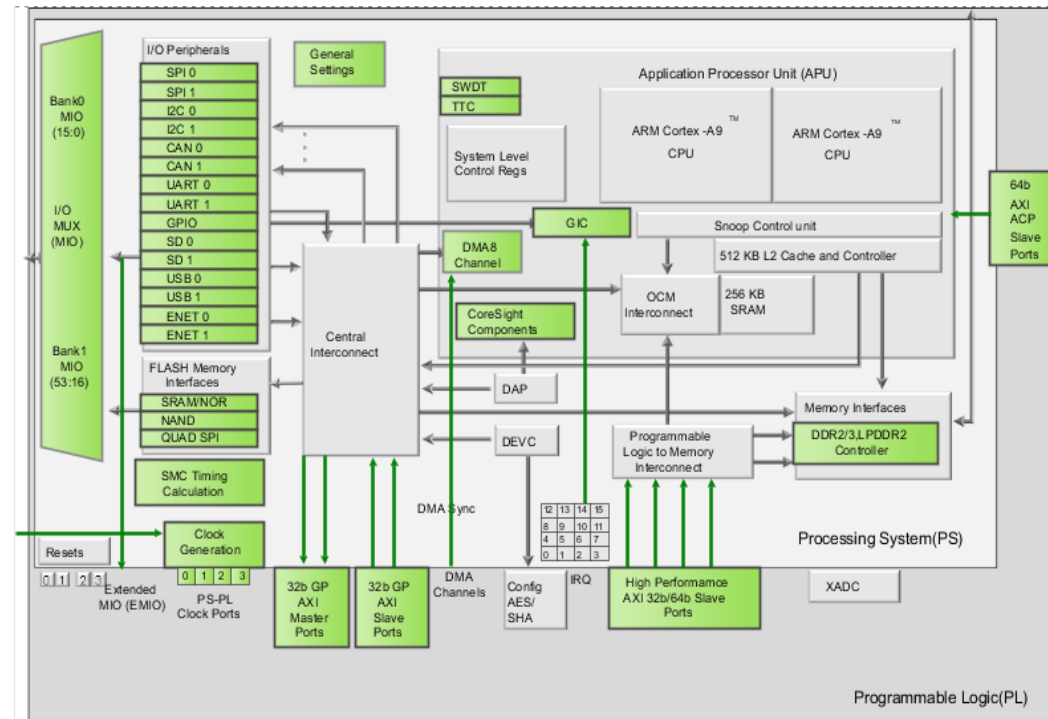 I/O Peripherals
SPI 0
SPI 1
I2C 0
I2C 1
CAN 0
CAN 1
UART 0
UART 1
GPIO
SD 0
SD 1
USB 0
USB 1
ENET 0
ENET 1
Bank0
MIO
(15:0)
I/O
MUX
(MIO)
Bank1
MIO
(53:16)
FLASH Memory
Interfaces
SRAM/NOR
NAND
QUAD SPI
SMC Timing
Calculation
General
Settings
Application Processor Unit (APU)
SWDT
TTC
System Level
Control Regs
ARM Cortex -A9 ™
CPU
ARM Cortex -A9 ™
CPU
GIC
Snoop Control unit
512 KB L2 Cache and Controller
DMA8
Channel
OCM
Interconnect
256 KB
SRAM
CoreSight
Components
Central
Interconnect
DAP
DEVC
64b
AXI
ACP
Slave
Ports
Memory Interfaces
DDR2/3,LPDDR2
Controller
Programmable
Logic to Memory
Interconnect
DMA Sync
12 13 14 15
8 9 10 11
4 5 6 7
0 1 2 3
Processing System(PS)
Resets
0 1 2 3
Clock
Generation
0 1 2 3
Extended
MIO (EMIO)
PS-PL
Clock Ports
32b GP
AXI
Master
Ports
32b GP
AXI
Slave
Ports
DMA
Channels
Config
AES/
SHA
IRQ
High Performamce
AXI 32b/64b Slave
Ports
XADC
Programmable Logic(PL)